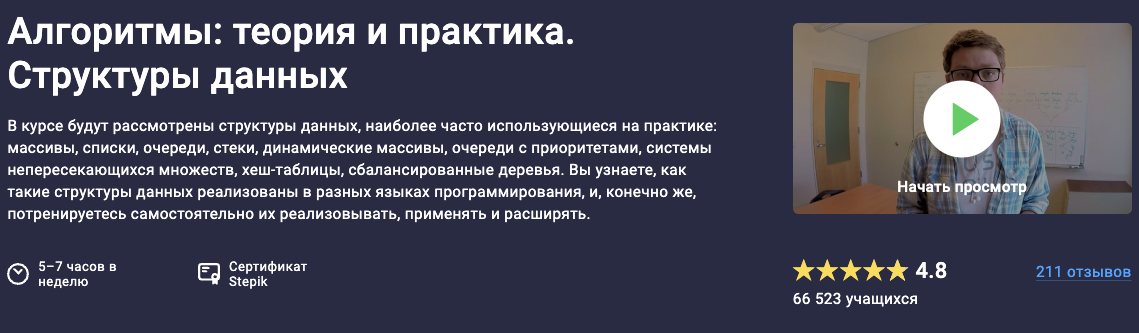 Алгоритмы: теория и практика.
Структуры данных
В курсе будут рассмотрены структуры данных, наиболее часто использующиеся на практике:
массивы, списки, очереди, стеки, динамические массивы, очереди с приоритетами, системы
непересекающихся множеств, хеш-таблицы, сбалансированные деревья. Вы узнаете, как
такие структуры данных реализованы в разных языках программирования, и, конечно же,
потренируетесь самостоятельно их реализовывать, применять и расширять.
5–7 часов в
неделю
Сертификат
Stepik
Начать просмотр
4.8
211 отзывов
66 523 учащихся